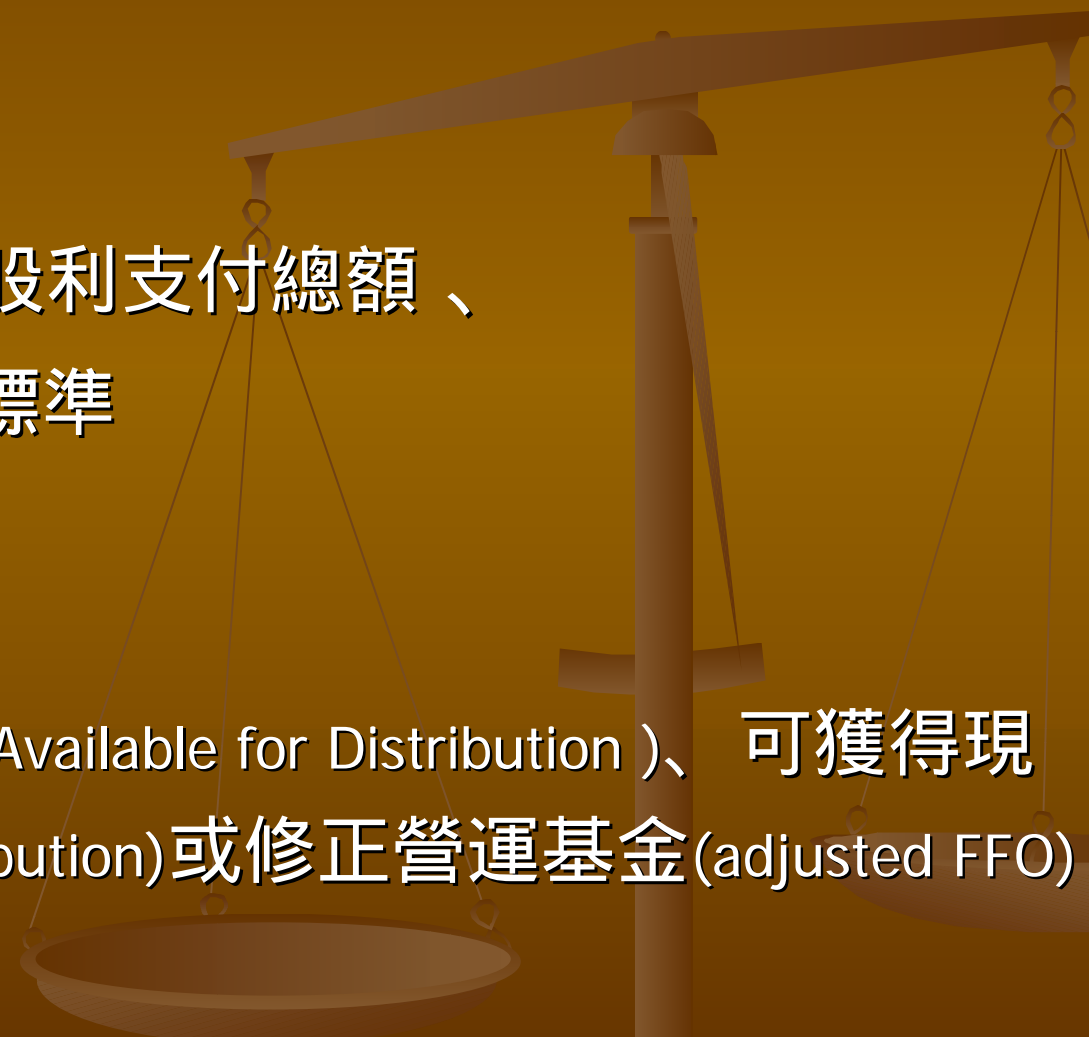 股利支付總額 、
標準
Available for Distribution )、 可獲得現
bution)或修正營運基金(adjusted FFO)